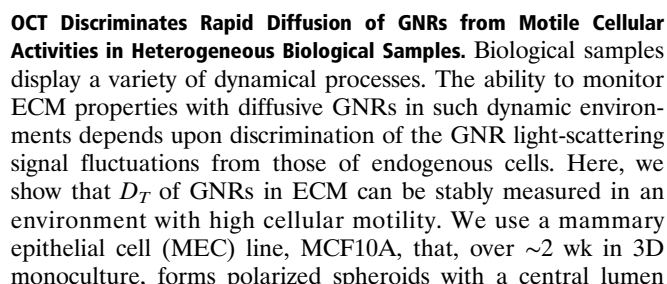 OCT Discriminates Rapid Diffusion of GNRs from Motile Cellular
Activities in Heterogeneous Biological Samples. Biological samples
display a variety of dynamical processes. The ability to monitor
ECM properties with diffusive GNRs in such dynamic environ-
ments depends upon discrimination of the GNR light-scattering
signal fluctuations from those of endogenous cells. Here, we
show that D_T of GNRs in ECM can be stably measured in an
environment with high cellular motility. We use a mammary
epithelial cell (MEC) line, MCF10A, that, over ~2 wk in 3D
monoculture, forms polarized spheroids with a central lumen